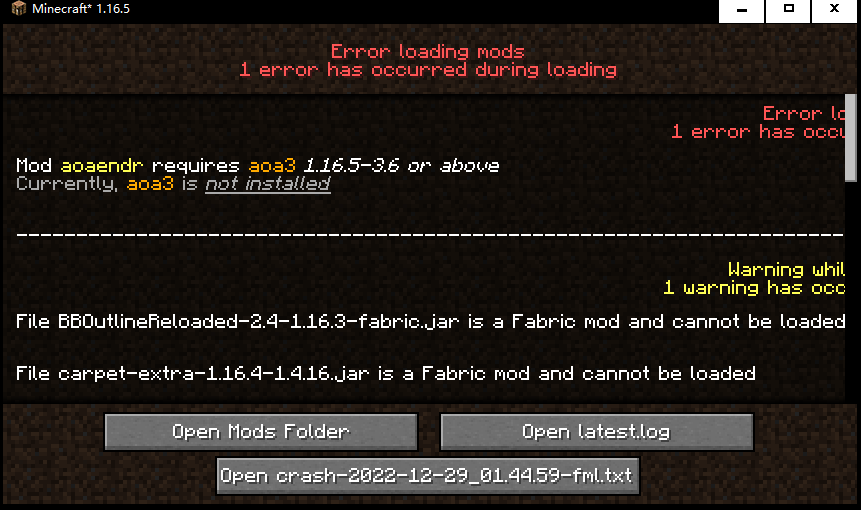 Minecraft* 1.16.5
Error loading mods
1 error has occurred during loading
Error lo
1 error has occu
Mod aoaendr requires aoa3 1.16.5-3.6 or above
Currently, aoa3 is not installed
Warning whil
1 warning has occ
File BBOutlineReloaded-2.4-1.16.3-fabric.jar is a Fabric mod and cannot be loaded
File carpet-extra-1.16.4-1.4.16.jar is a Fabric mod and cannot be loaded
Open Mods Folder
Open latest.log
Open crash-2022-12-29_01.44.59-fml.txt